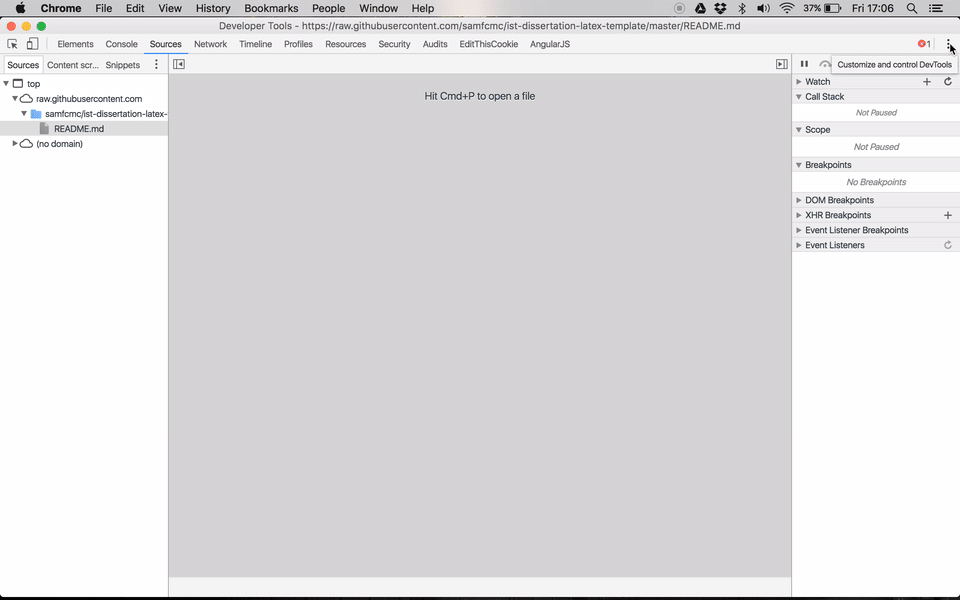 Chrome File Edit View History Bookmarks People Window Help 37% Fri 17:06
Developer Tools - https://raw.githubusercontent.com/samfcmc/ist-dissertation-latex-template/master/README.md
Elements Console Sources Network Timeline Profiles Resources Security Audits EditThisCookie AngularJS 1
Sources Content scr... Snippets
Customize and control DevTools
top
raw.githubusercontent.com
samfcmc/ist-dissertation-latex-
README.md
(no domain)
Hit Cmd+P to open a file
Watch
Call Stack
Not Paused
Scope
Not Paused
Breakpoints
No Breakpoints
DOM Breakpoints
XHR Breakpoints
Event Listener Breakpoints
Event Listeners